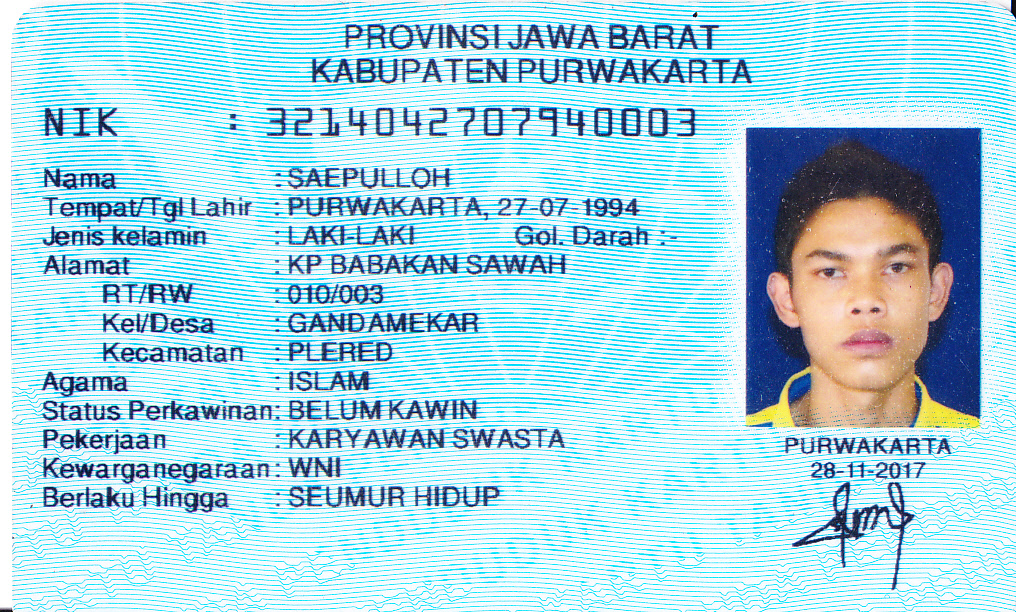 PROVINSI JAWA BARAT
KABUPATEN PURWAKARTA
NIK : 3214042707940003
Nama : SAEPULLOH
Tempat/Tgl Lahir : PURWAKARTA, 27-07-1994
Jenis kelamin : LAKI-LAKI Gol. Darah :-
Alamat : KP BABAKAN SAWAH
RT/RW : 010/003
Kel/Desa : GANDAMEKAR
Kecamatan : PLERED
Agama : ISLAM
Status Perkawinan: BELUM KAWIN
Pekerjaan : KARYAWAN SWASTA
Kewarganegaraan: WNI
Berlaku Hingga : SEUMUR HIDUP
PURWAKARTA
28-11-2017